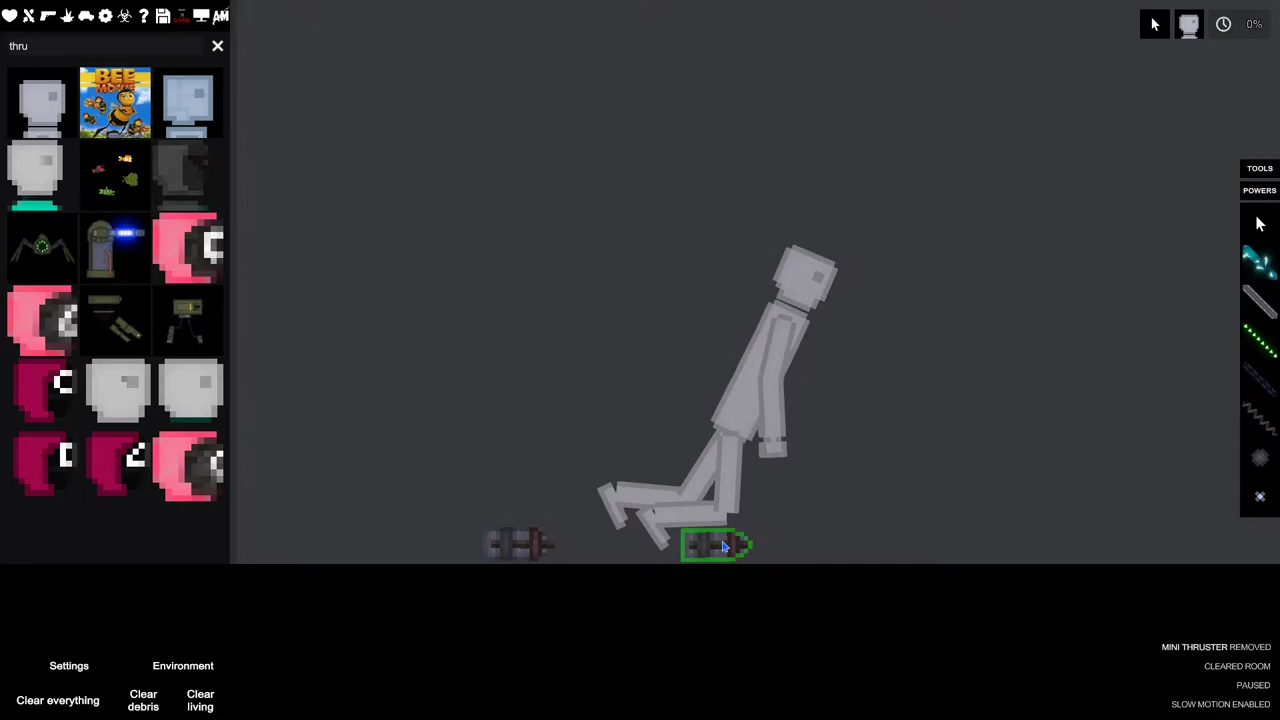 AM
0%
thru
BEE
MOVIE
TOOLS
POWERS
MINI THRUSTER REMOVED
CLEARED ROOM
PAUSED
SLOW MOTION ENABLED
Settings
Environment
Clear everything
Clear
debris
Clear
living